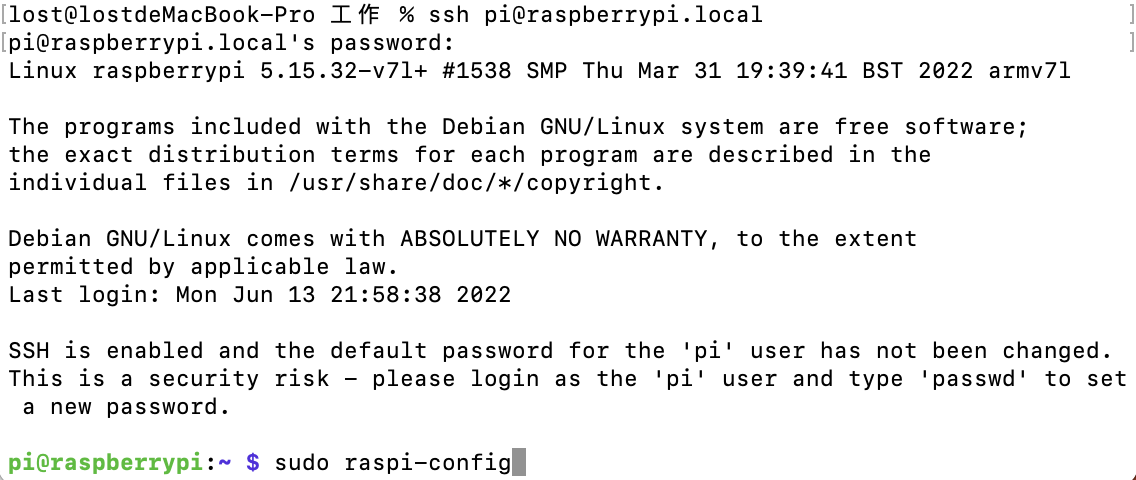 [lost@lostdeMacBook-Pro 工作 % ssh pi@raspberrypi.local ]
[pi@raspberrypi.local's password: ]
Linux raspberrypi 5.15.32-v7l+ #1538 SMP Thu Mar 31 19:39:41 BST 2022 armv7l
The programs included with the Debian GNU/Linux system are free software;
the exact distribution terms for each program are described in the
individual files in /usr/share/doc/*/copyright.
Debian GNU/Linux comes with ABSOLUTELY NO WARRANTY, to the extent
permitted by applicable law.
Last login: Mon Jun 13 21:58:38 2022
SSH is enabled and the default password for the 'pi' user has not been changed.
This is a security risk - please login as the 'pi' user and type 'passwd' to set
a new password.
pi@raspberrypi:~ $ sudo raspi-config